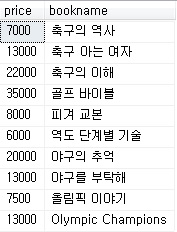 price bookname
7000 축구의 역사
13000 축구 아는 여자
22000 축구의 이해
35000 골프 바이블
8000 피겨 교본
6000 역도 단계별 기술
20000 야구의 추억
13000 야구를 부탁해
7500 올림픽 이야기
13000 Olympic Champions